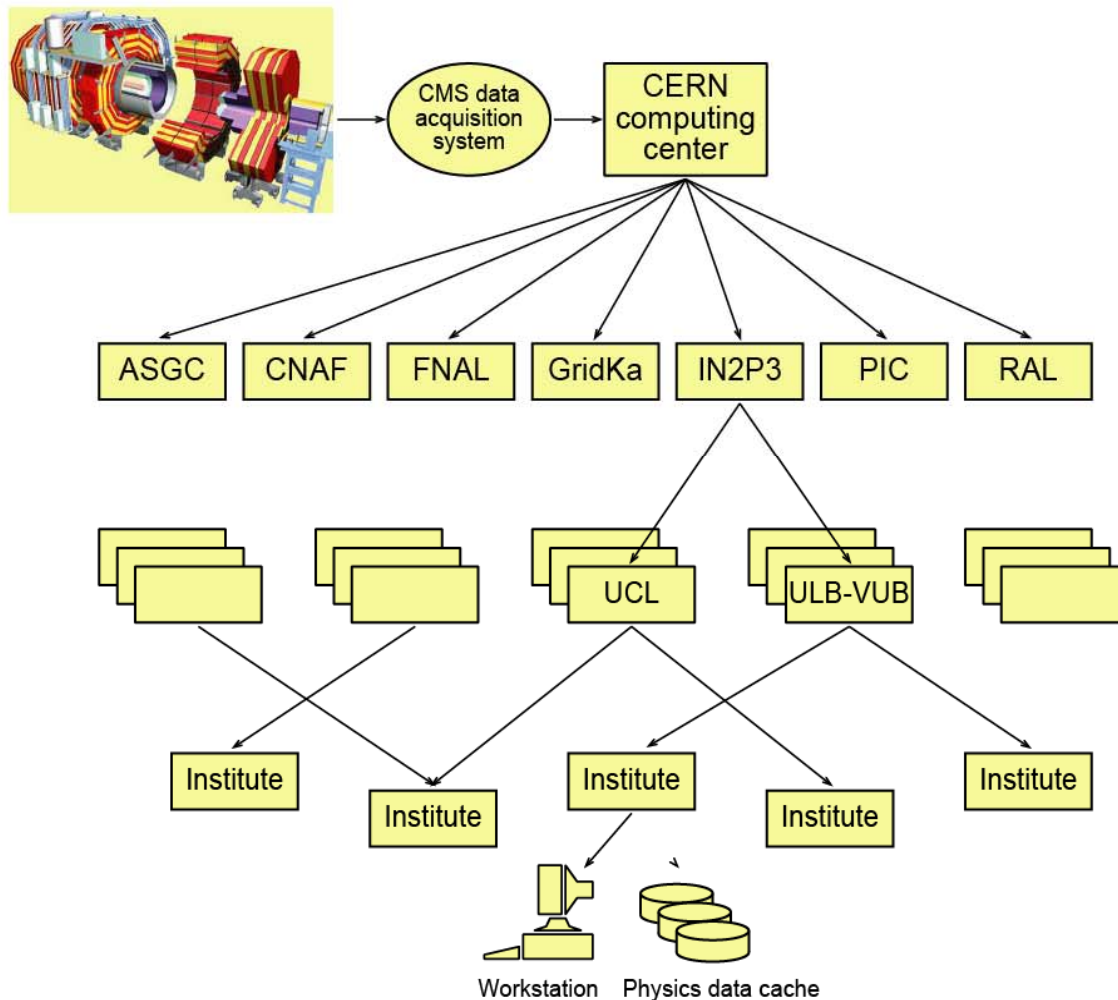 CMS data
acquisition
system
CERN
computing
center
ASGC
CNAF
FNAL
GridKa
IN2P3
PIC
RAL
UCL
ULB-VUB
Institute
Institute
Institute
Institute
Institute
Workstation
Physics data cache